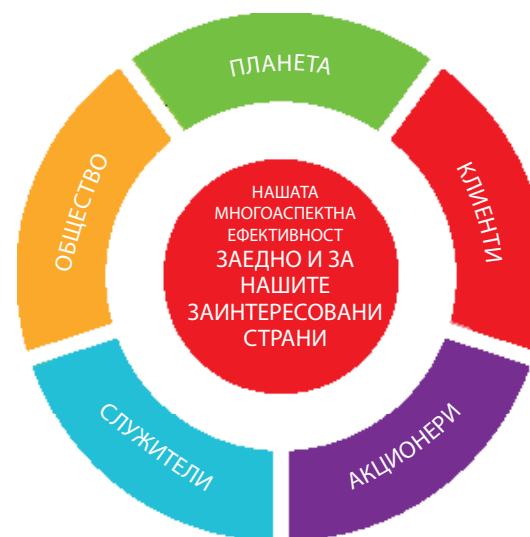 ПЛАНЕТА
КЛИЕНТИ
АКЦИОНЕРИ
СЛУЖИТЕЛИ
ОБЩЕСТВО
НАШАТА
МНОГОАСПЕКТНА
ЕФЕКТИВНОСТ
ЗАЕДНО И ЗА
НАШИТЕ
ЗАИНТЕРЕСОВАНИ
СТРАНИ